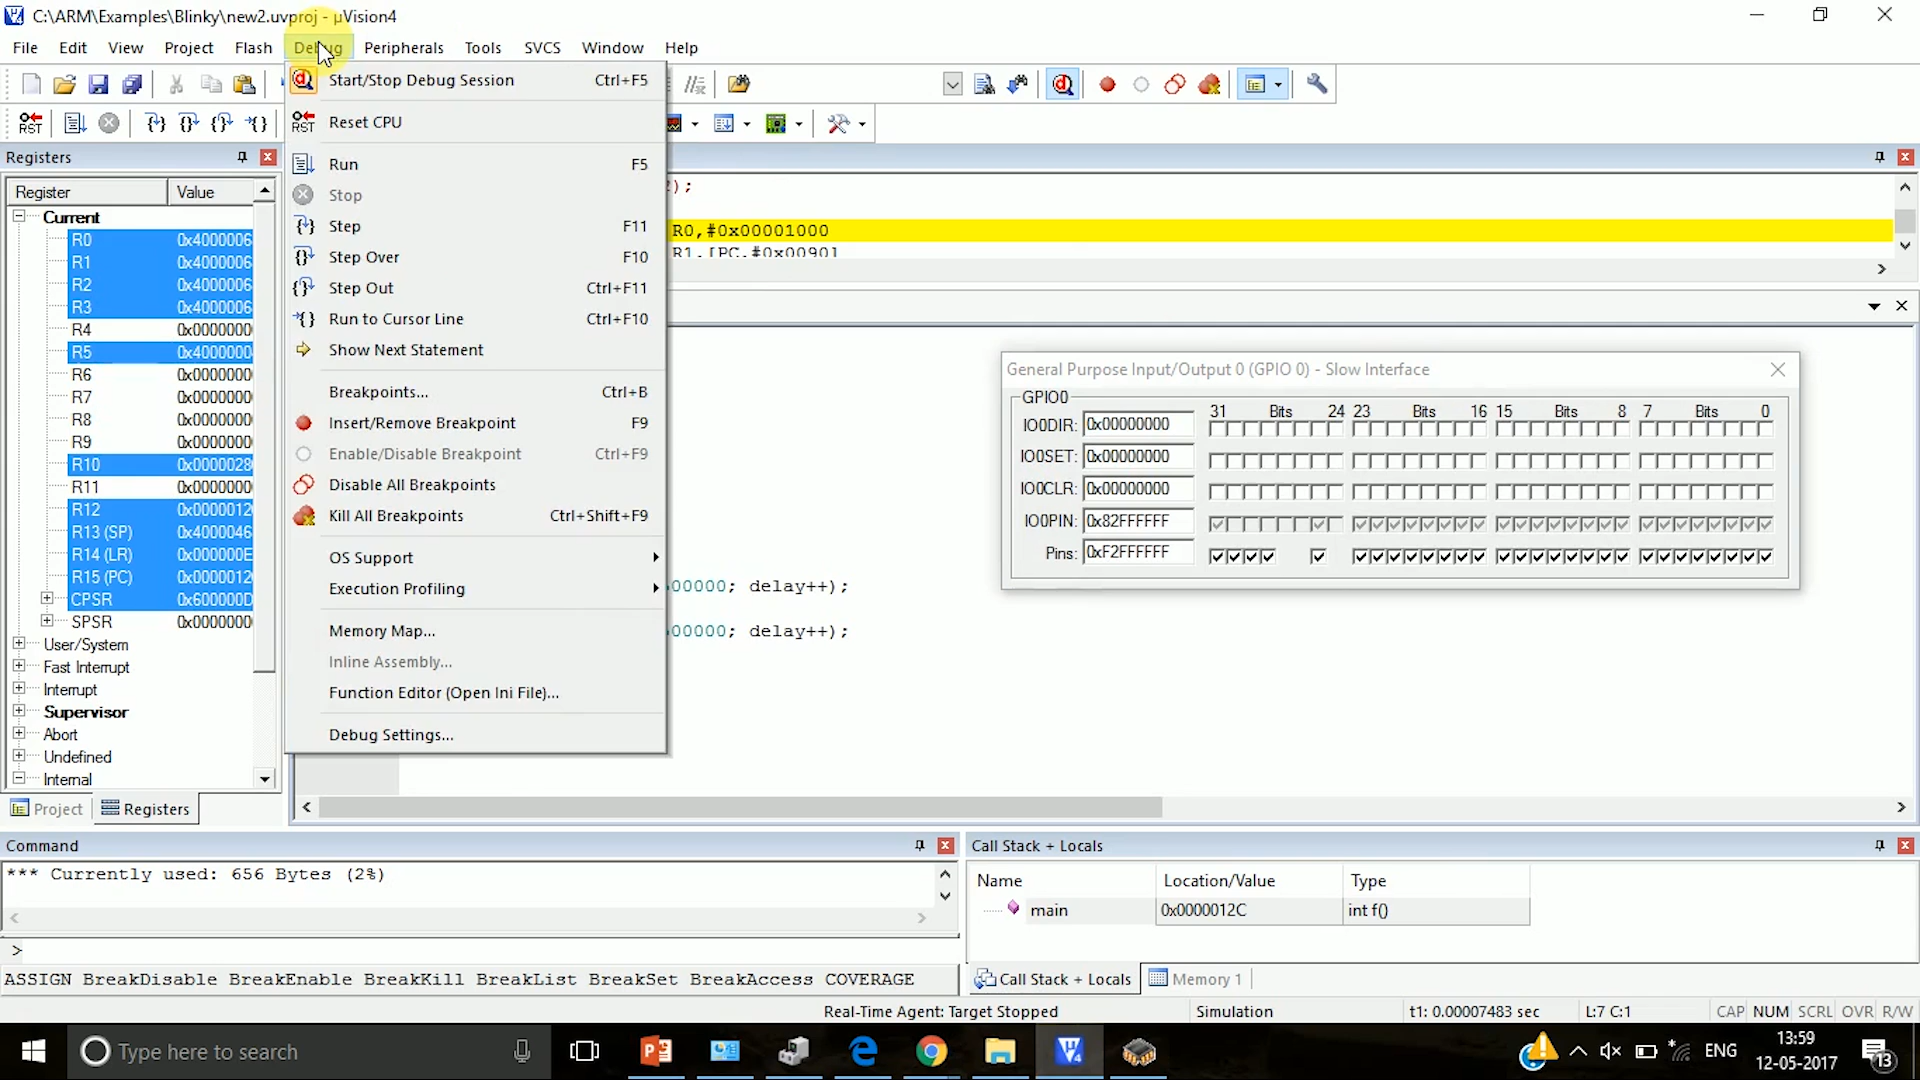 C:\ARM\Examples\Blinky\new2.uvproj - µVision4
File Edit View Project Flash Debug Peripherals Tools SVCS Window Help
RST
Start/Stop Debug Session Ctrl+F5
RST Reset CPU
Run F5
Stop
Step F11
Step Over F10
Step Out Ctrl+F11
Run to Cursor Line Ctrl+F10
Show Next Statement
Breakpoints... Ctrl+B
Insert/Remove Breakpoint F9
Enable/Disable Breakpoint Ctrl+F9
Disable All Breakpoints
Kill All Breakpoints Ctrl+Shift+F9
OS Support
Execution Profiling
Memory Map...
Inline Assembly...
Function Editor (Open Ini File)...
Debug Settings...
Registers
Register Value
Current
R0 0x4000006
R1 0x4000006
R2 0x4000006
R3 0x4000006
R4 0x0000000
R5 0x4000000
R6 0x0000000
R7 0x0000000
R8 0x0000000
R9 0x0000000
R10 0x0000028
R11 0x0000000
R12 0x0000012
R13 (SP) 0x4000046
R14 (LR) 0x000000E
R15 (PC) 0x0000012
CPSR 0x600000D
SPSR 0x0000000
User/System
Fast Interrupt
Interrupt
Supervisor
Abort
Undefined
Internal
Project Registers
);
R0,#0x00001000
R1,[PC,#0x0090]
00000; delay++);
00000; delay++);
General Purpose Input/Output 0 (GPIO 0) - Slow Interface
GPIO0
31 Bits 24 23 Bits 16 15 Bits 8 7 Bits 0
IO0DIR: 0x00000000
IO0SET: 0x00000000
IO0CLR: 0x00000000
IO0PIN: 0x82FFFFFF
Pins: 0xF2FFFFFF
Command
*** Currently used: 656 Bytes (2%)
>
ASSIGN BreakDisable BreakEnable BreakKill BreakList BreakSet BreakAccess COVERAGE
Call Stack + Locals
Name Location/Value Type
main 0x0000012C int f()
Call Stack + Locals Memory 1
Real-Time Agent: Target Stopped Simulation t1: 0.00007483 sec L:7 C:1 CAP NUM SCRL OVR R/W
Type here to search
ENG
13:59
12-05-2017
13